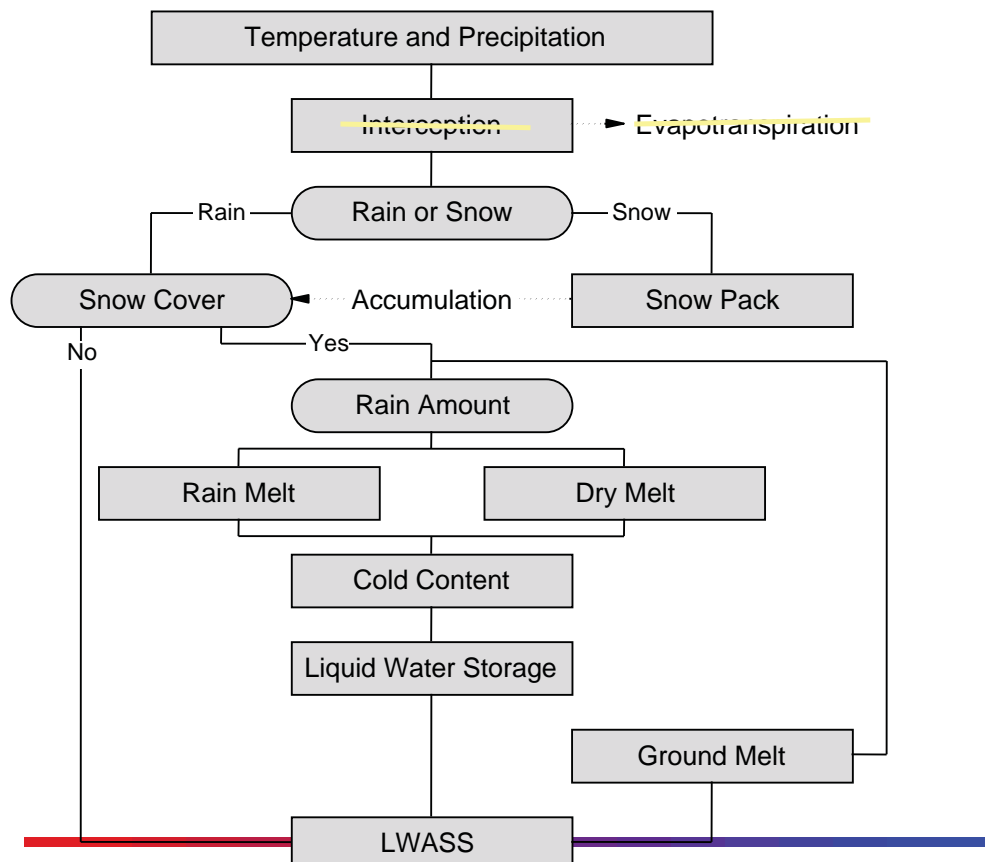 Temperature and Precipitation
Interception
Evapotranspiration
Rain
Rain or Snow
Snow
Snow Cover
Accumulation
Snow Pack
No
Yes
Rain Amount
Rain Melt
Dry Melt
Cold Content
Liquid Water Storage
Ground Melt
LWASS